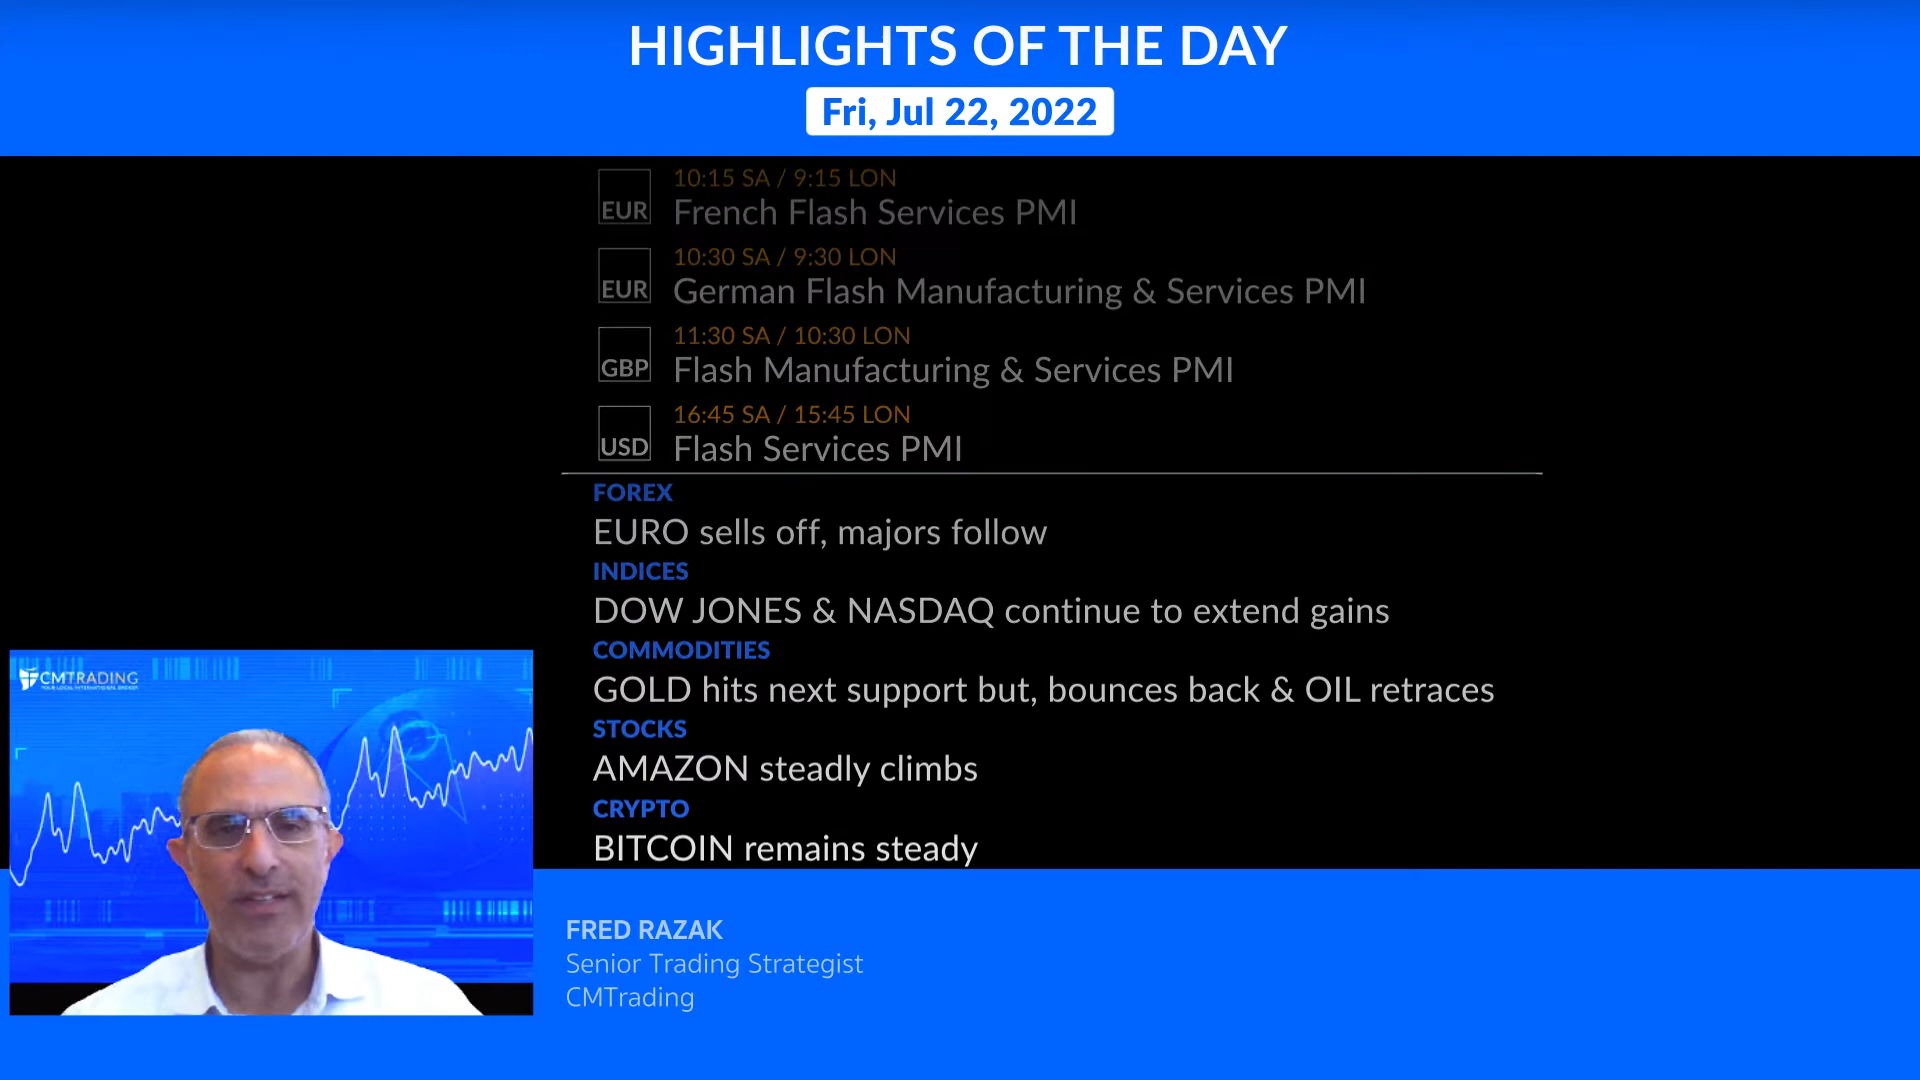 HIGHLIGHTS OF THE DAY
Fri, Jul 22, 2022
10:15 SA / 9:15 LON
EUR French Flash Services PMI
10:30 SA / 9:30 LON
EUR German Flash Manufacturing & Services PMI
11:30 SA / 10:30 LON
GBP Flash Manufacturing & Services PMI
16:45 SA / 15:45 LON
USD Flash Services PMI
FOREX
EURO sells off, majors follow
INDICES
DOW JONES & NASDAQ continue to extend gains
COMMODITIES
GOLD hits next support but, bounces back & OIL retraces
STOCKS
AMAZON steadily climbs
CRYPTO
BITCOIN remains steady
CMTRADING
YOUR LOCAL INTERNATIONAL BROKER
FRED RAZAK
Senior Trading Strategist
CMTrading